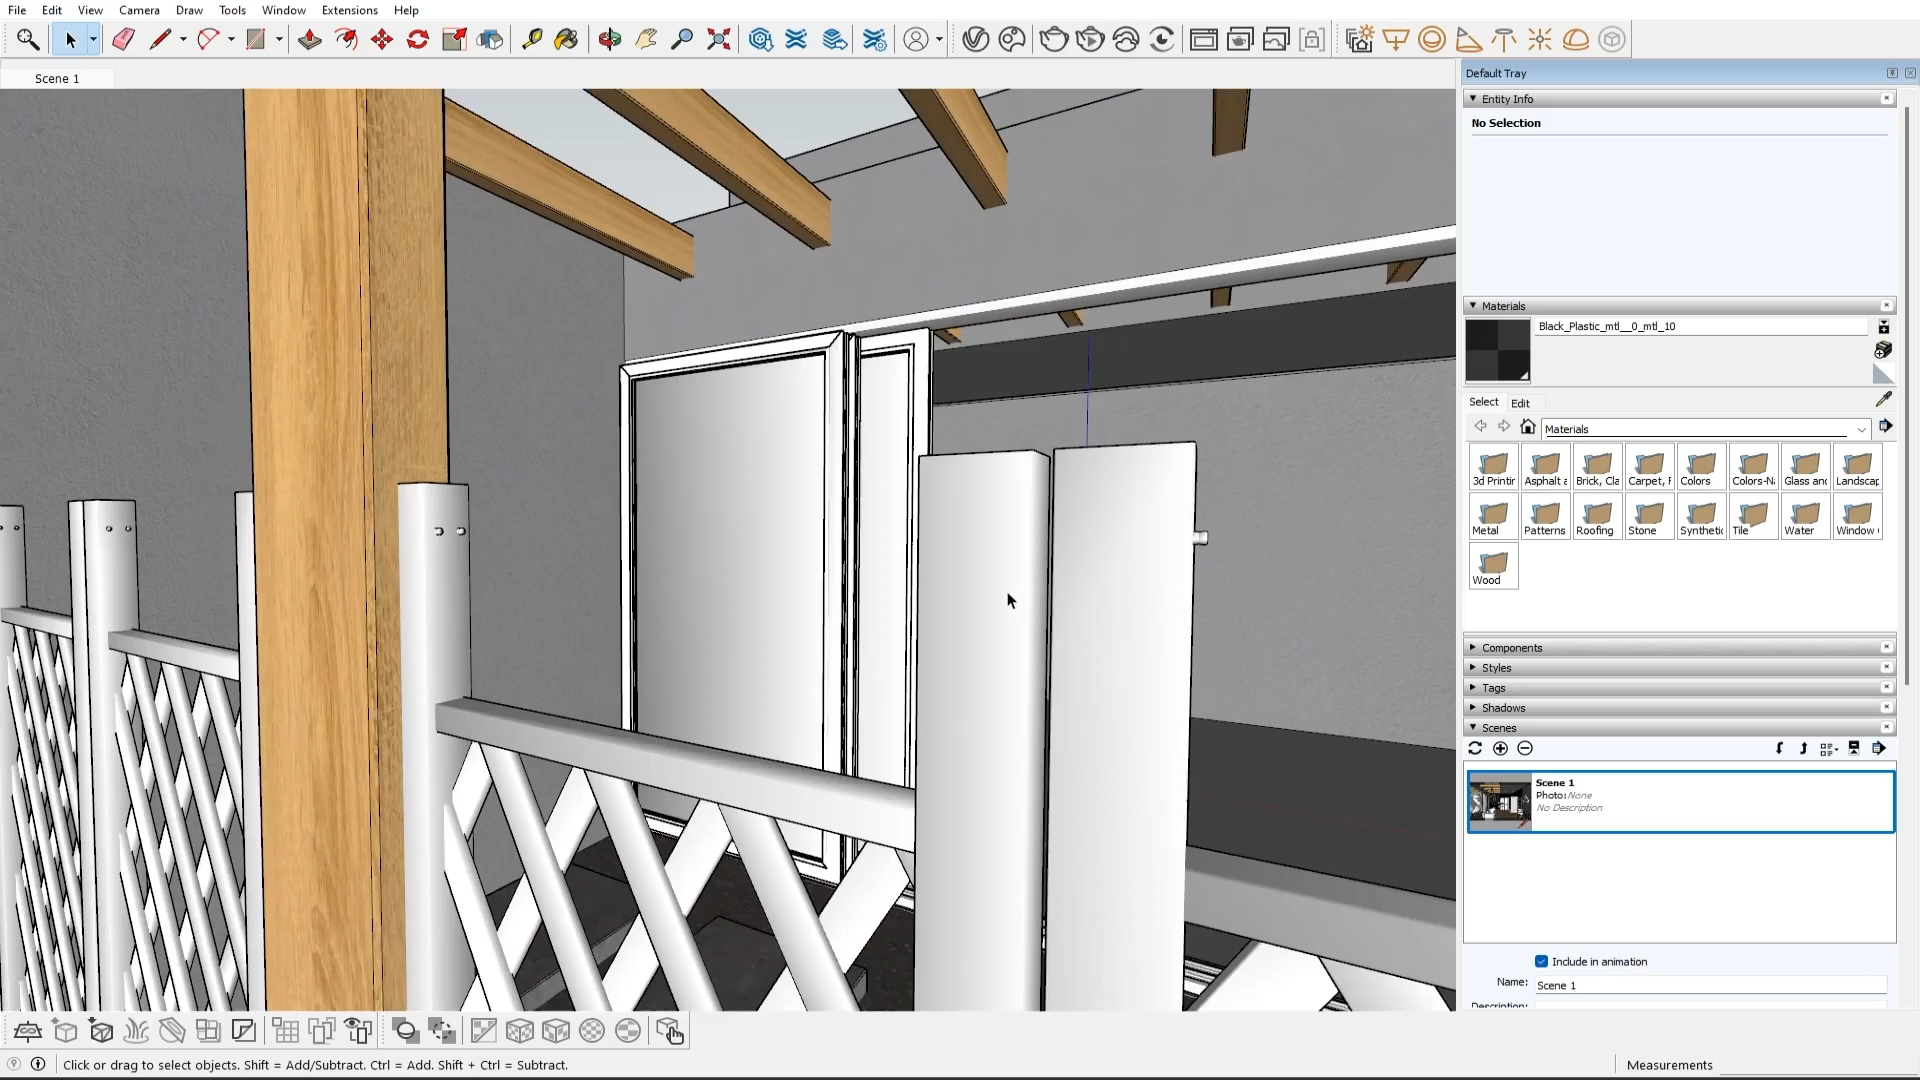 File Edit View Camera Draw Tools Window Extensions Help
Scene 1
Default Tray
Entity Info
No Selection
Materials
Black_Plastic_mtl__0_mtl_10
Select Edit
Materials
3d Printir Asphalt a Brick, Cla Carpet, F Colors Colors-Na Glass and Landscap
Metal Patterns Roofing Stone Synthetic Tile Water Window
Wood
Components
Styles
Tags
Shadows
Scenes
Scene 1
Photo: None
No Description
Include in animation
Name: Scene 1
Description:
Click or drag to select objects. Shift = Add/Subtract. Ctrl = Add. Shift + Ctrl = Subtract.
Measurements